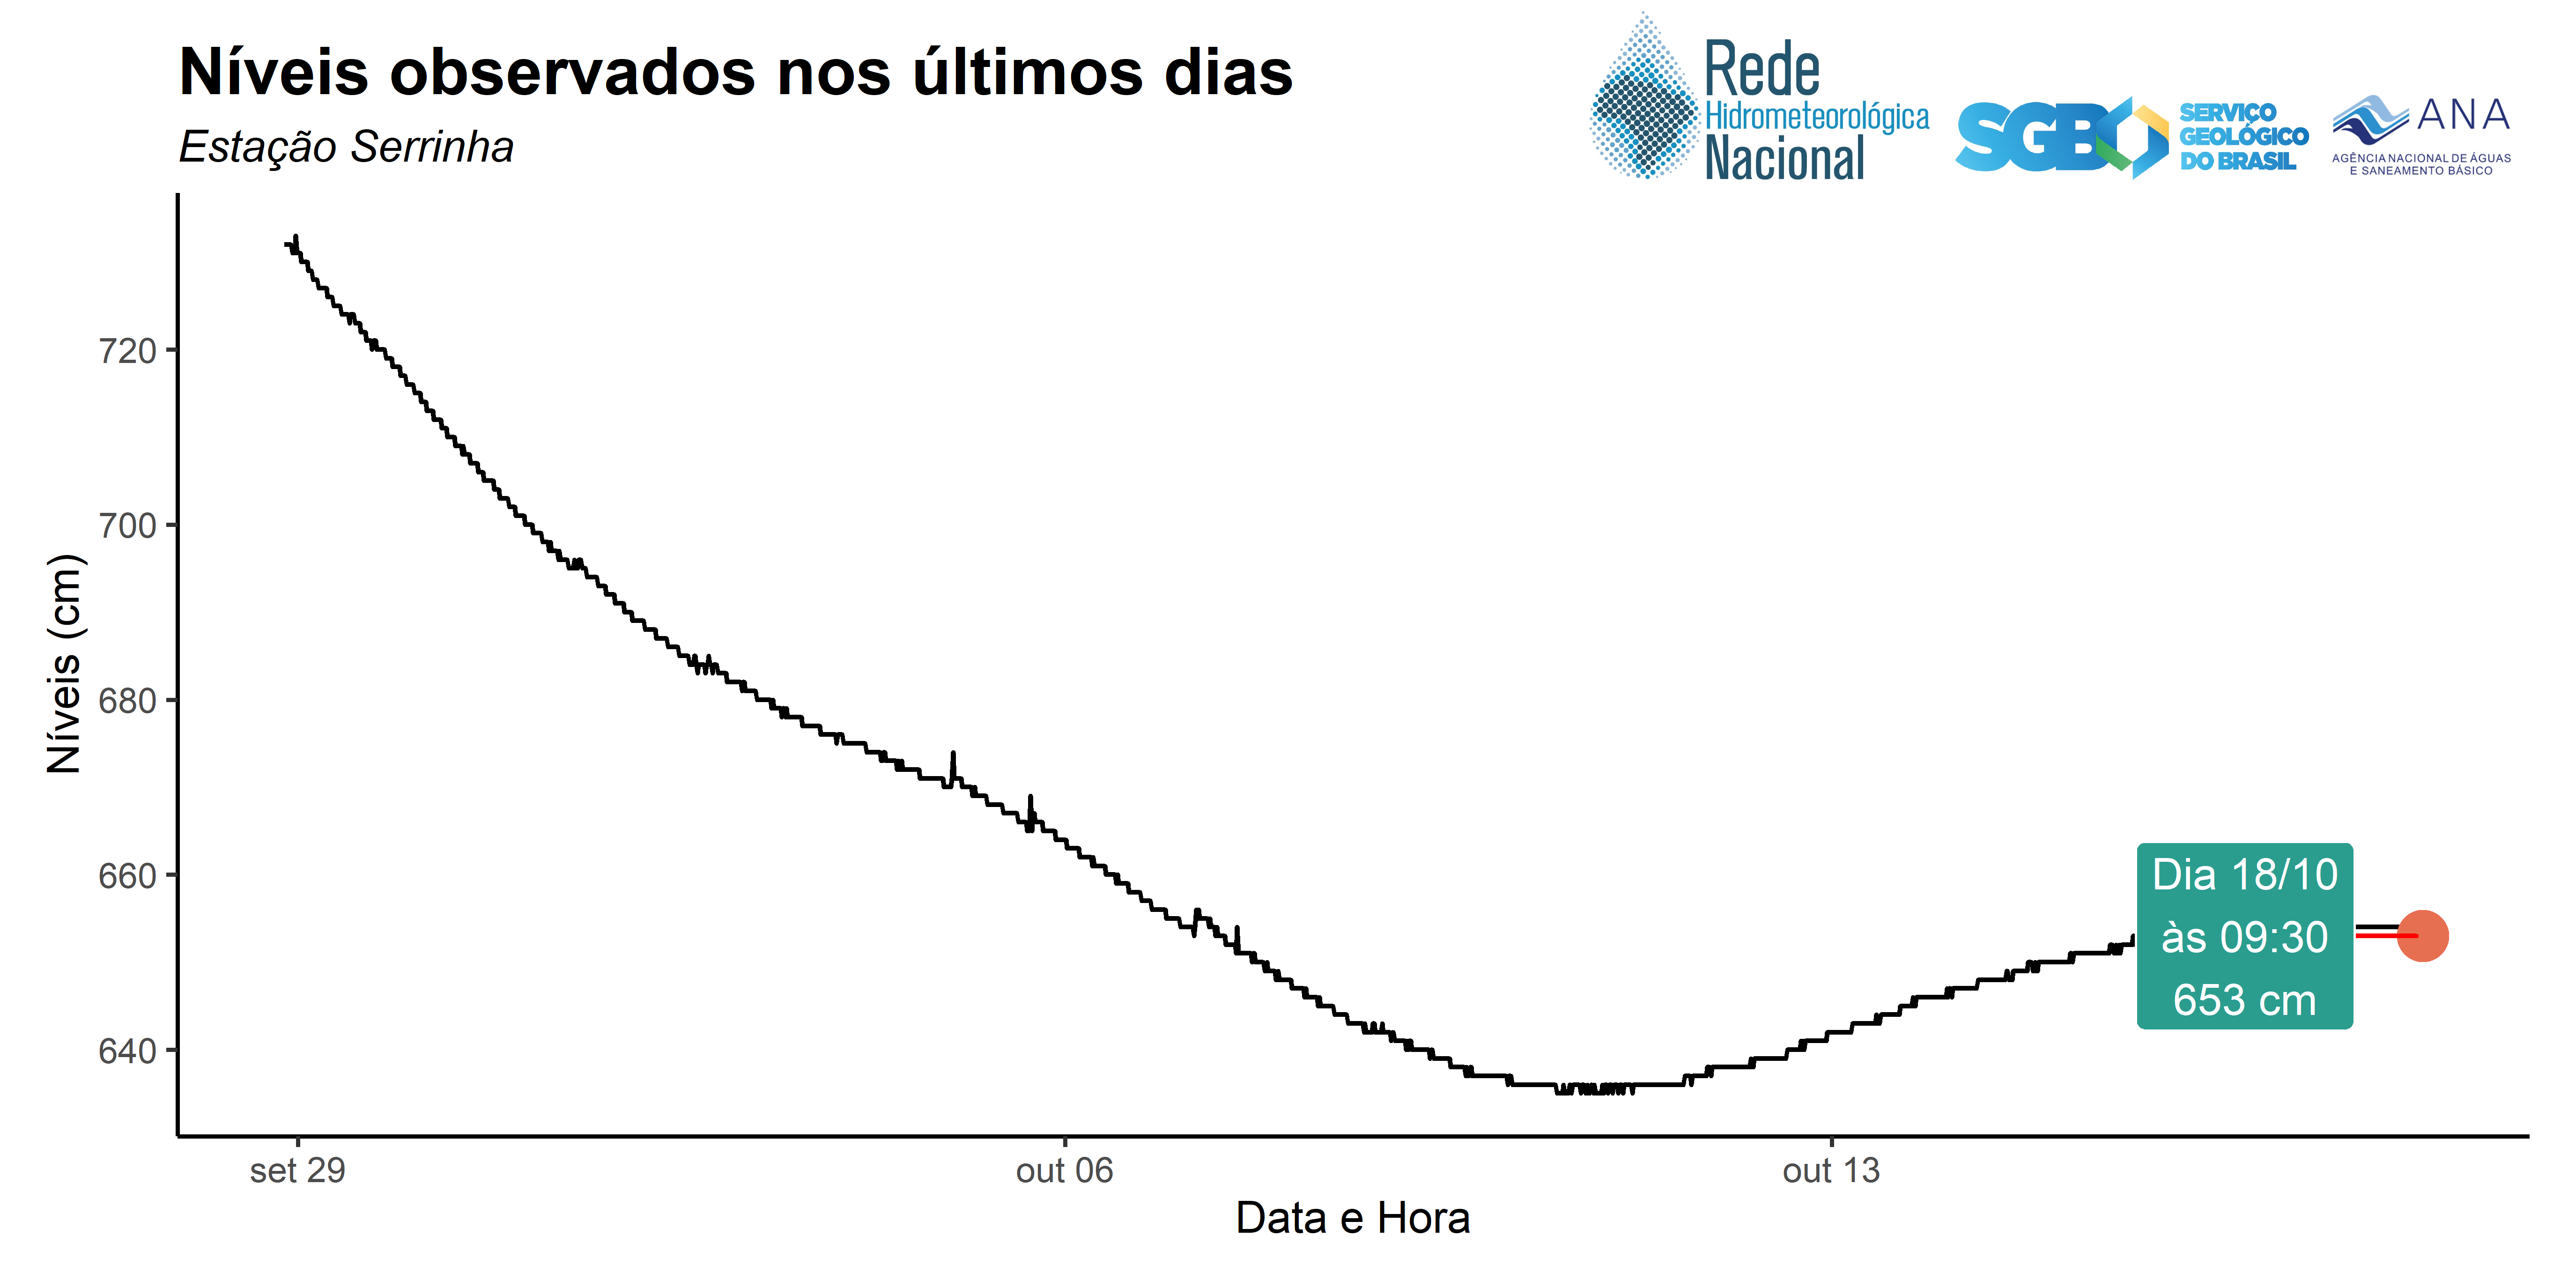 Níveis observados nos últimos dias
Estação Serrinha
Rede
Hidrometeorológica
Nacional
SGB
SERVIÇO
GEOLÓGICO
DO BRASIL
ANA
AGÊNCIA NACIONAL DE ÁGUAS
E SANEAMENTO BÁSICO
Níveis (cm)
720
700
680
660
640
Dia 18/10
às 09:30
653 cm
set 29
out 06
out 13
Data e Hora